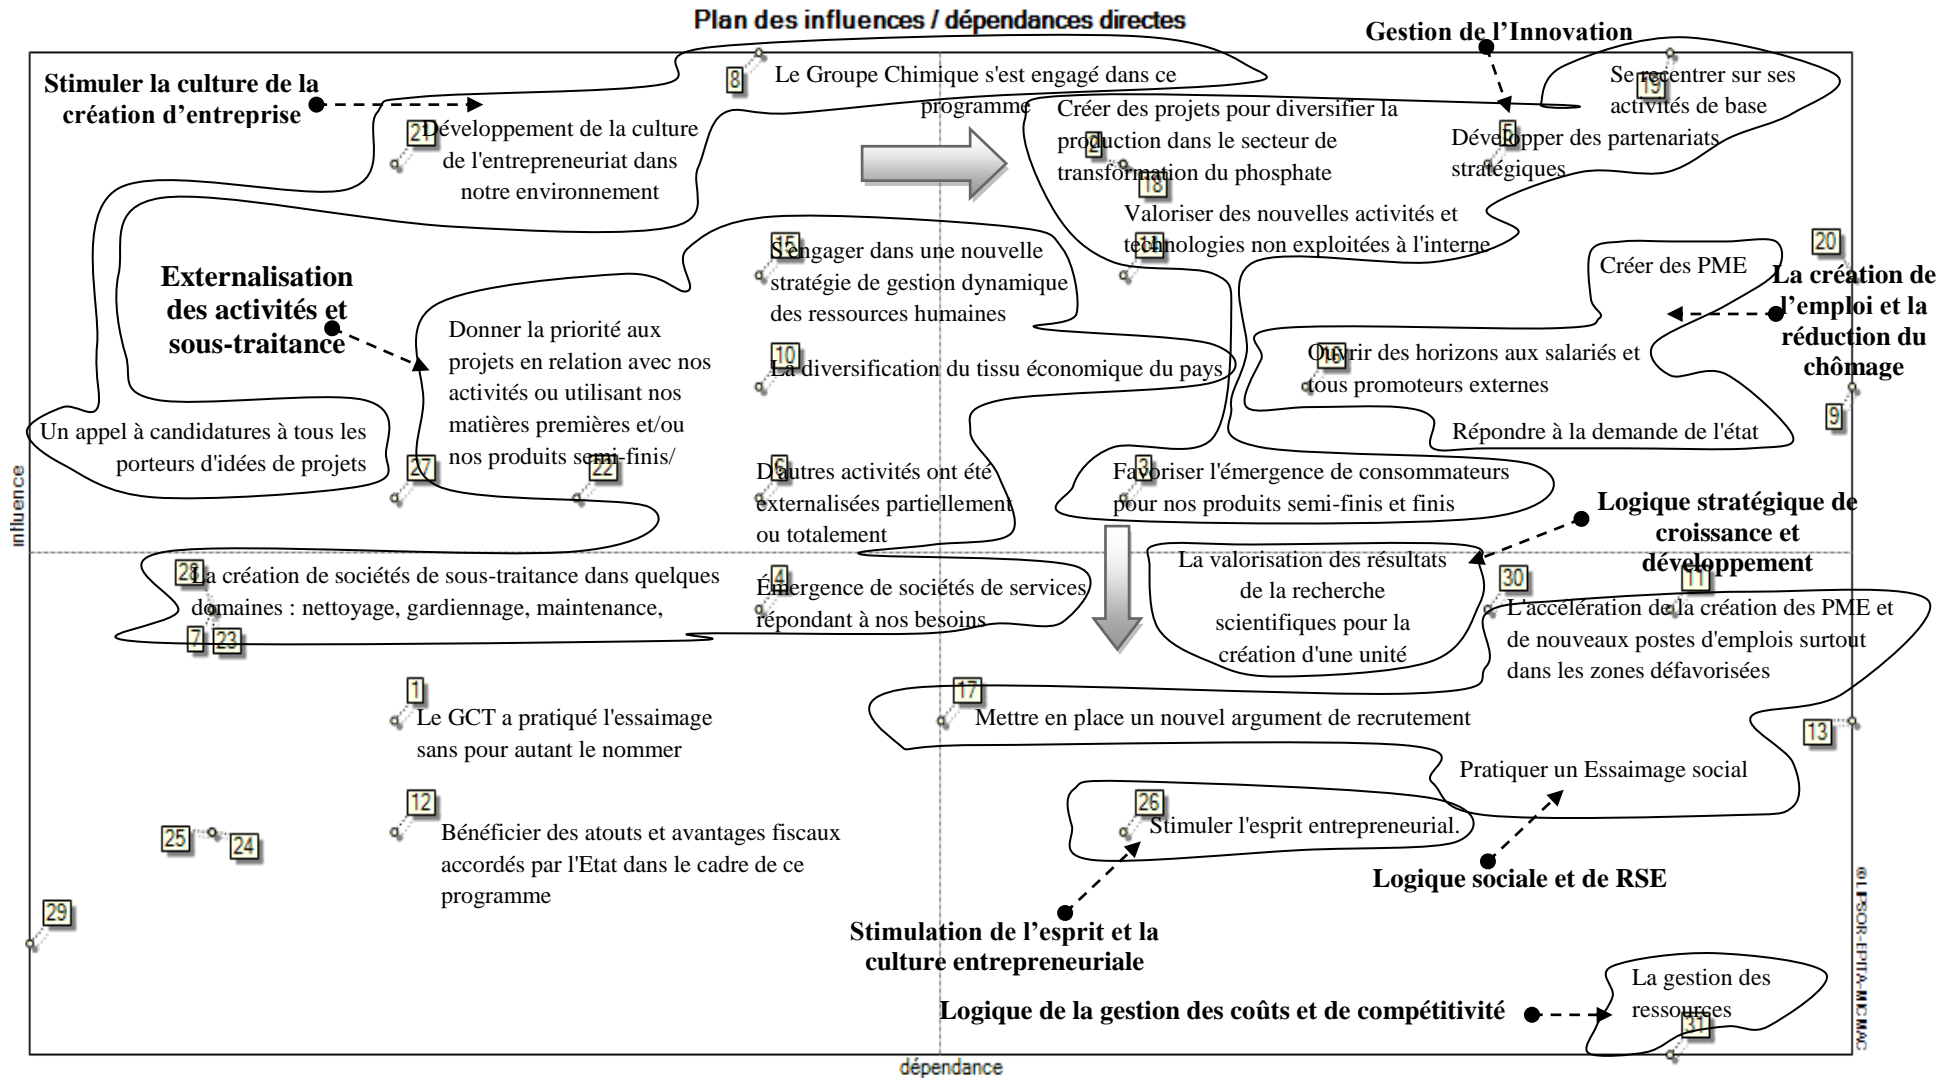 Plan des influences / dépendances directes
Gestion de l'Innovation
Stimuler la culture de la
création d'entreprise
8
Le Groupe Chimique s'est engagé dans ce
programme
Se recentrer sur ses
activités de base
19
21
Développement de la culture
de l'entrepreneuriat dans
notre environnement
Créer des projets pour diversifier la
production dans le secteur de
transformation du phosphate
2
18
5
Développer des partenariats
stratégiques
Valoriser des nouvelles activités et
technologies non exploitées à l'interne
14
15
S'engager dans une nouvelle
stratégie de gestion dynamique
des ressources humaines
20
Créer des PME
La création de
l'emploi et la
réduction du
chômage
Externalisation
des activités et
sous-traitance
Donner la priorité aux
projets en relation avec nos
activités ou utilisant nos
matières premières et/ou
nos produits semi-finis/
10
La diversification du tissu économique du pays
16
Ouvrir des horizons aux salariés et
tous promoteurs externes
9
Répondre à la demande de l'état
Un appel à candidatures à tous les
porteurs d'idées de projets
27
22
6
D'autres activités ont été
externalisées partiellement
ou totalement
3
Favoriser l'émergence de consommateurs
pour nos produits semi-finis et finis
influence
Logique stratégique de
croissance et
développement
28
La création de sociétés de sous-traitance dans quelques
domaines : nettoyage, gardiennage, maintenance,
7
23
4
Émergence de sociétés de services
répondant à nos besoins
La valorisation des résultats
de la recherche
scientifiques pour la
création d'une unité
30
11
L'accélération de la création des PME et
de nouveaux postes d'emplois surtout
dans les zones défavorisées
1
Le GCT a pratiqué l'essaimage
sans pour autant le nommer
17
Mettre en place un nouvel argument de recrutement
13
Pratiquer un Essaimage social
12
Bénéficier des atouts et avantages fiscaux
accordés par l'Etat dans le cadre de ce
programme
25
24
26
Stimuler l'esprit entrepreneurial.
Logique sociale et de RSE
29
Stimulation de l'esprit et la
culture entrepreneuriale
La gestion des
ressources
Logique de la gestion des coûts et de compétitivité
31
dépendance
©LIPSOR-EPITA-MICMAC